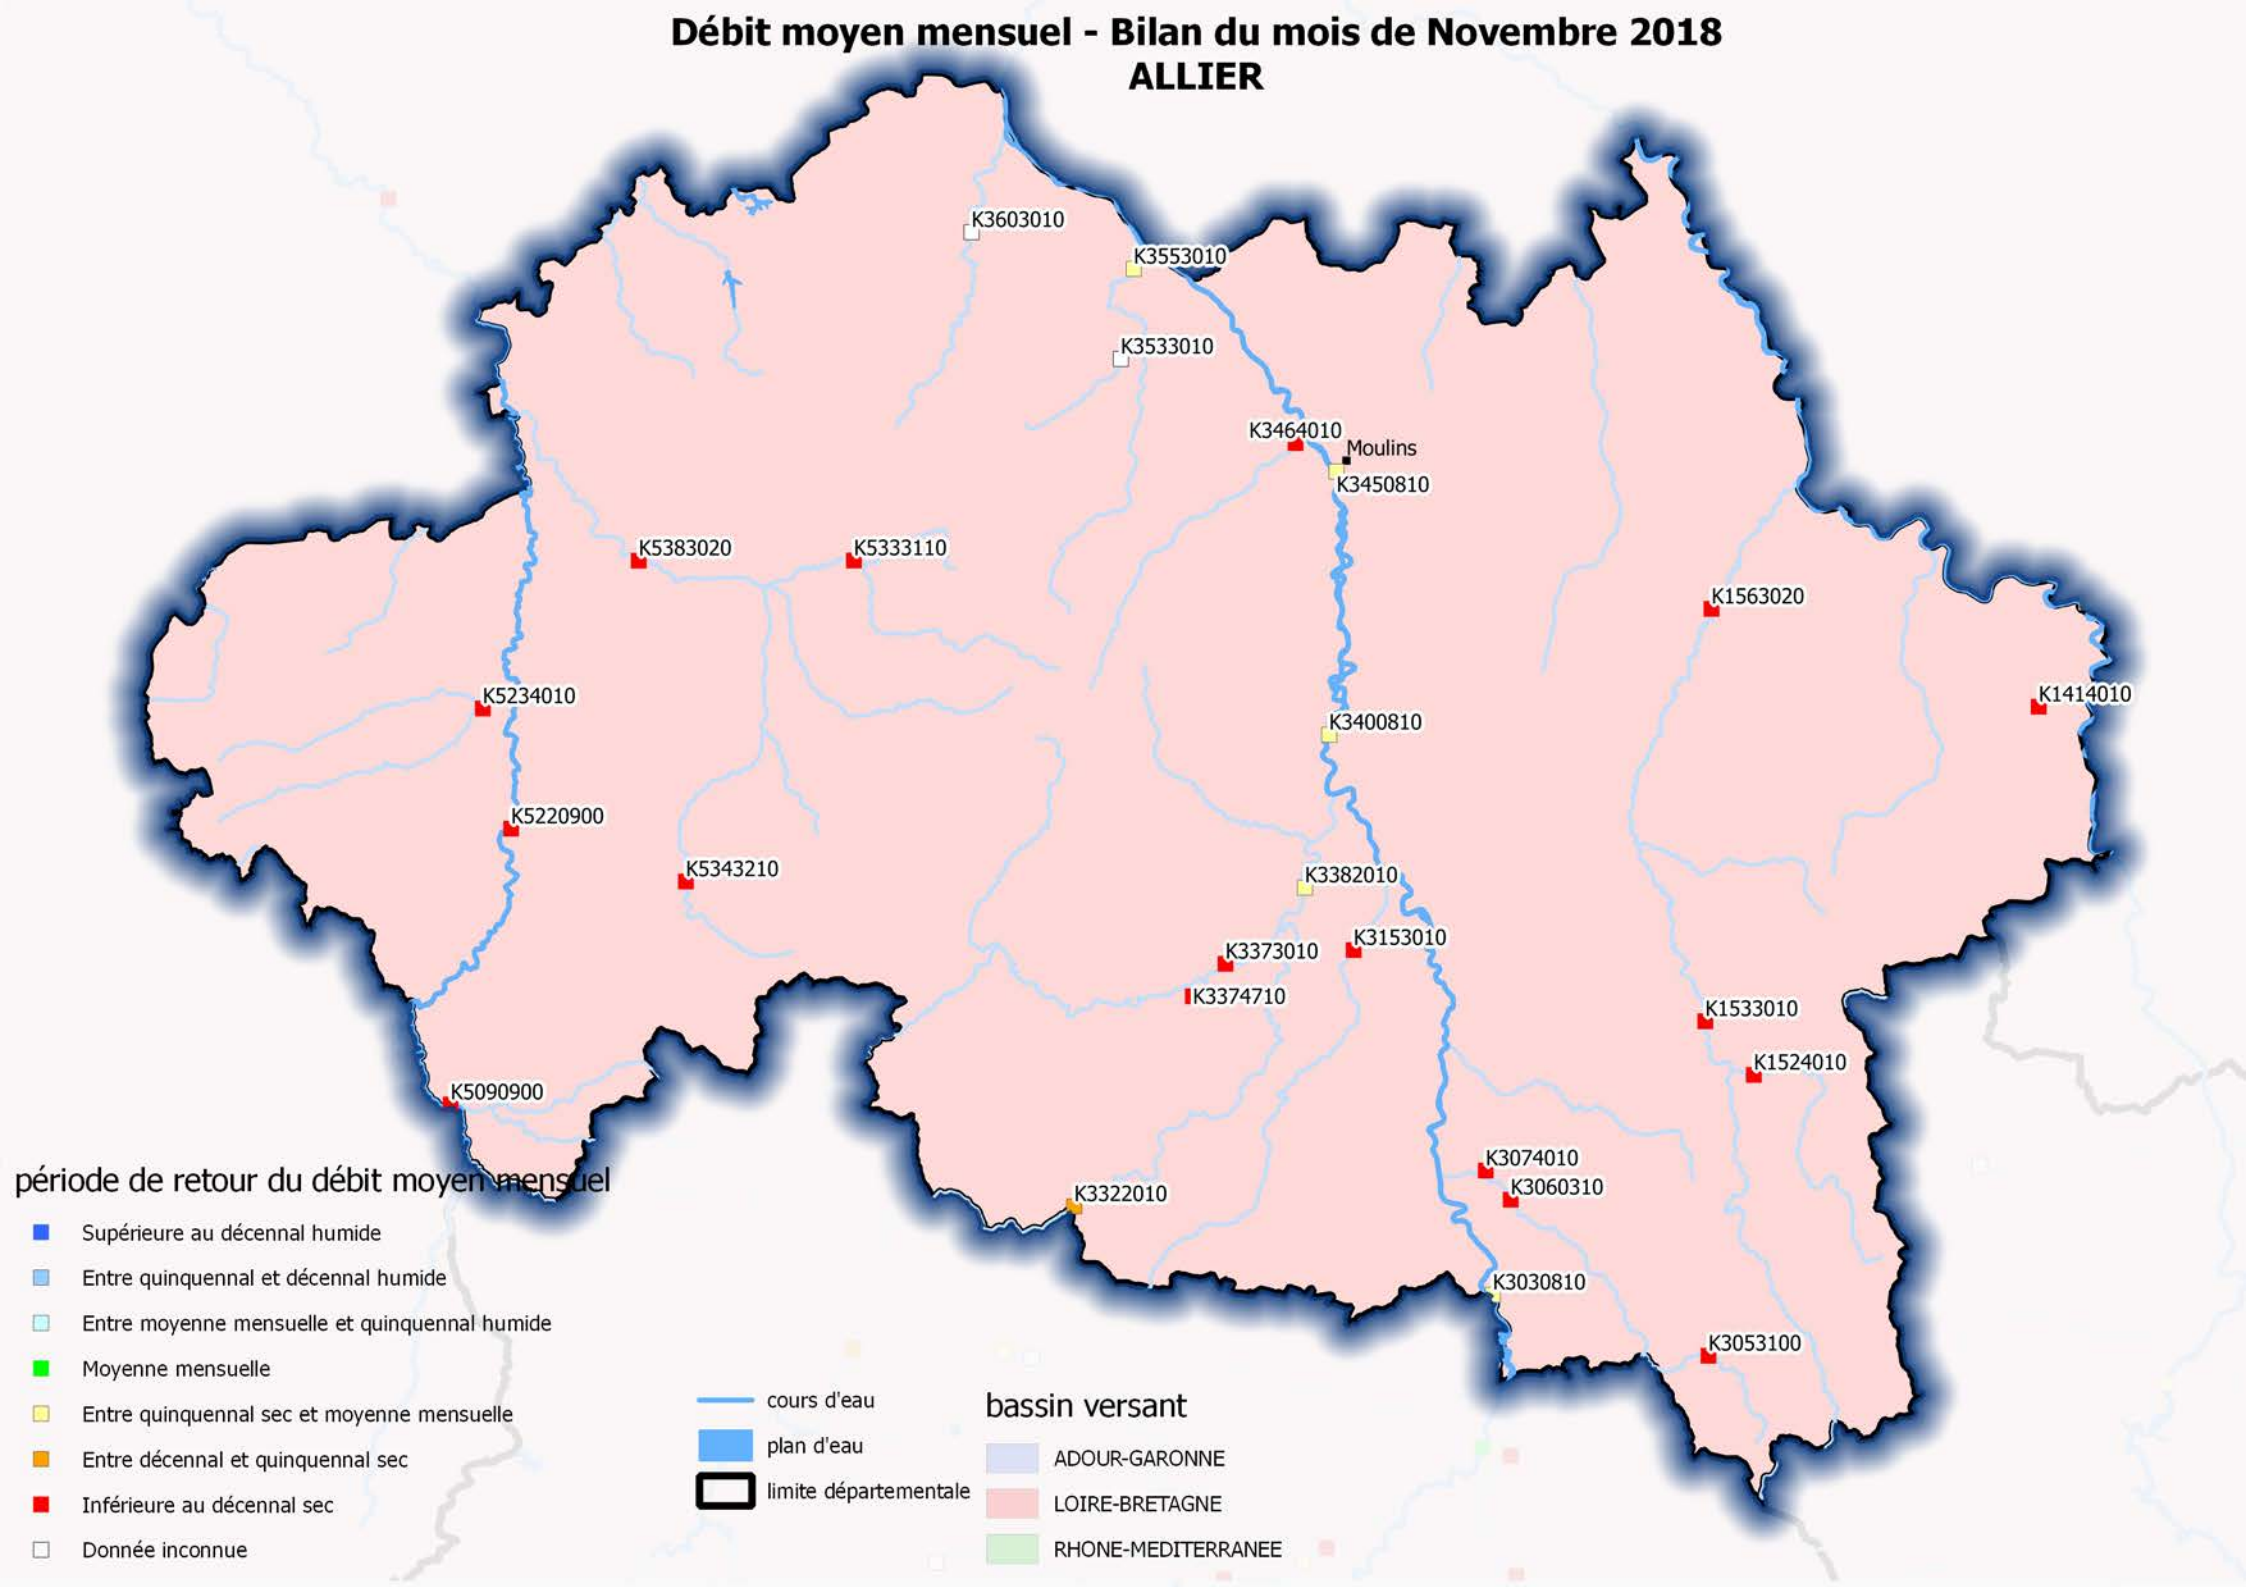 Débit moyen mensuel - Bilan du mois de Novembre 2018
ALLIER
K3603010
K3553010
K3533010
K3464010
Moulins
K3450810
K5383020
K5333110
K1563020
K5234010
K1414010
K3400810
K5220900
K5343210
K3382010
K3153010
K3373010
K3374710
K1533010
K1524010
K5090900
K3074010
K3060310
K3322010
K3030810
K3053100
période de retour du débit moyen mensuel
Supérieure au décennal humide
Entre quinquennal et décennal humide
Entre moyenne mensuelle et quinquennal humide
Moyenne mensuelle
Entre quinquennal sec et moyenne mensuelle
Entre décennal et quinquennal sec
Inférieure au décennal sec
Donnée inconnue
cours d'eau
plan d'eau
limite départementale
bassin versant
ADOUR-GARONNE
LOIRE-BRETAGNE
RHONE-MEDITERRANEE